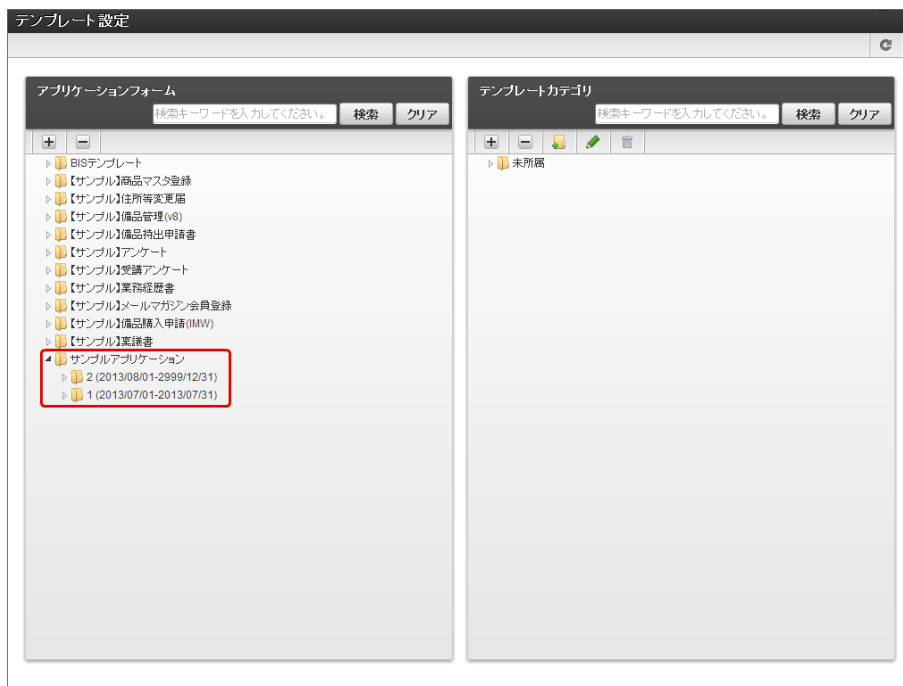 テンプレート設定
アプリケーションフォーム
検索キーワードを入力してください。 検索 クリア
BISテンプレート
【サンプル】商品マスタ登録
【サンプル】住所等変更届
【サンプル】備品管理(v8)
【サンプル】備品持出申請書
【サンプル】アンケート
【サンプル】受講アンケート
【サンプル】業務経歴書
【サンプル】メールマガジン会員登録
【サンプル】備品購入申請(IMW)
【サンプル】稟議書
サンプルアプリケーション
2 (2013/08/01-2999/12/31)
1 (2013/07/01-2013/07/31)
テンプレートカテゴリ
検索キーワードを入力してください。 検索 クリア
未所属